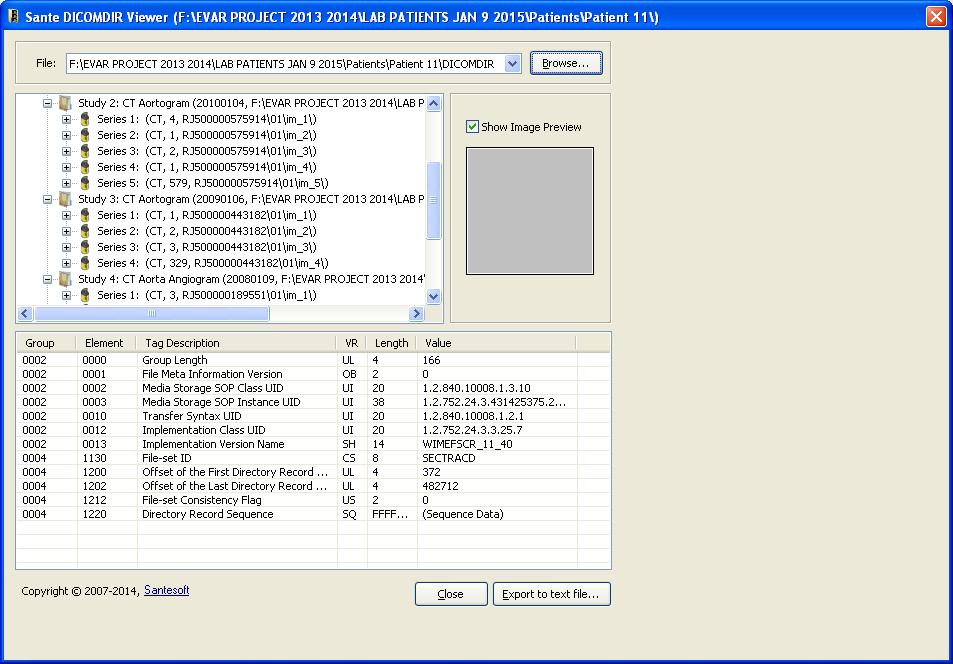 Sante DICOMDIR Viewer (F:\EVAR PROJECT 2013 2014\LAB PATIENTS JAN 9 2015\Patients\Patient 11\)
File: F:\EVAR PROJECT 2013 2014\LAB PATIENTS JAN 9 2015\Patients\Patient 11\DICOMDIR Browse...
Study 2: CT Aortogram (20100104, F:\EVAR PROJECT 2013 2014\LAB P
Series 1: (CT, 4, RJ500000575914\01\im_1\)
Series 2: (CT, 1, RJ500000575914\01\im_2\)
Series 3: (CT, 2, RJ500000575914\01\im_3\)
Series 4: (CT, 1, RJ500000575914\01\im_4\)
Series 5: (CT, 579, RJ500000575914\01\im_5\)
Study 3: CT Aortogram (20090106, F:\EVAR PROJECT 2013 2014\LAB P
Series 1: (CT, 1, RJ500000443182\01\im_1\)
Series 2: (CT, 2, RJ500000443182\01\im_2\)
Series 3: (CT, 3, RJ500000443182\01\im_3\)
Series 4: (CT, 329, RJ500000443182\01\im_4\)
Study 4: CT Aorta Angiogram (20080109, F:\EVAR PROJECT 2013 2014\
Series 1: (CT, 3, RJ500000189551\01\im_1\)
Show Image Preview
Group Element Tag Description VR Length Value
0002 0000 Group Length UL 4 166
0002 0001 File Meta Information Version OB 2 0
0002 0002 Media Storage SOP Class UID UI 20 1.2.840.10008.1.3.10
0002 0003 Media Storage SOP Instance UID UI 38 1.2.752.24.3.431425375.2...
0002 0010 Transfer Syntax UID UI 20 1.2.840.10008.1.2.1
0002 0012 Implementation Class UID UI 20 1.2.752.24.3.3.25.7
0002 0013 Implementation Version Name SH 14 WIMEFSCR_11_40
0004 1130 File-set ID CS 8 SECTRACD
0004 1200 Offset of the First Directory Record ... UL 4 372
0004 1202 Offset of the Last Directory Record ... UL 4 482712
0004 1212 File-set Consistency Flag US 2 0
0004 1220 Directory Record Sequence SQ FFFF... (Sequence Data)
Copyright © 2007-2014, Santesoft
Close Export to text file...